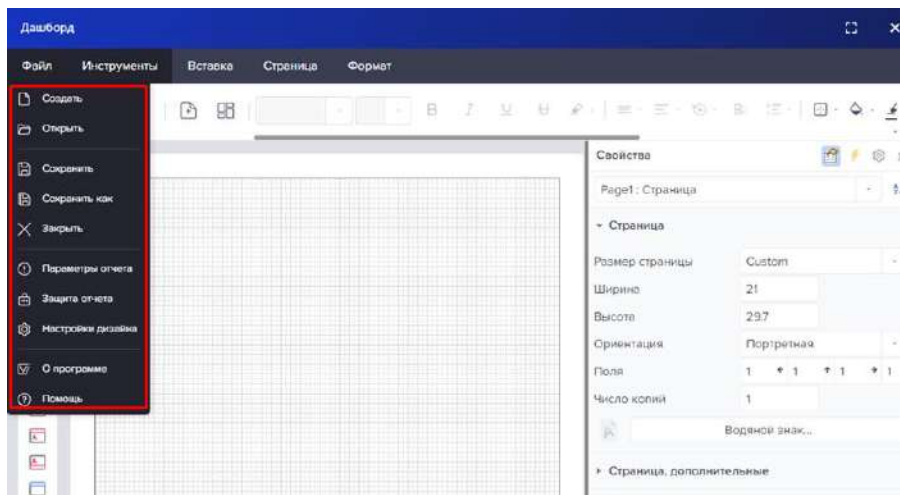 Дашборд
Файл Инструменты Вставка Страница Формат
Создать
Открыть
Сохранить
Сохранить как
Закрыть
Параметры отчета
Защита отчета
Настройки дизайна
О программе
Помощь
B I U
Свойства
Page1 : Страница
Страница
Размер страницы Custom
Ширина 21
Высота 29.7
Ориентация Портретная
Поля 1 1 1 1
Число копий 1
Водяной знак...
Страница, дополнительные